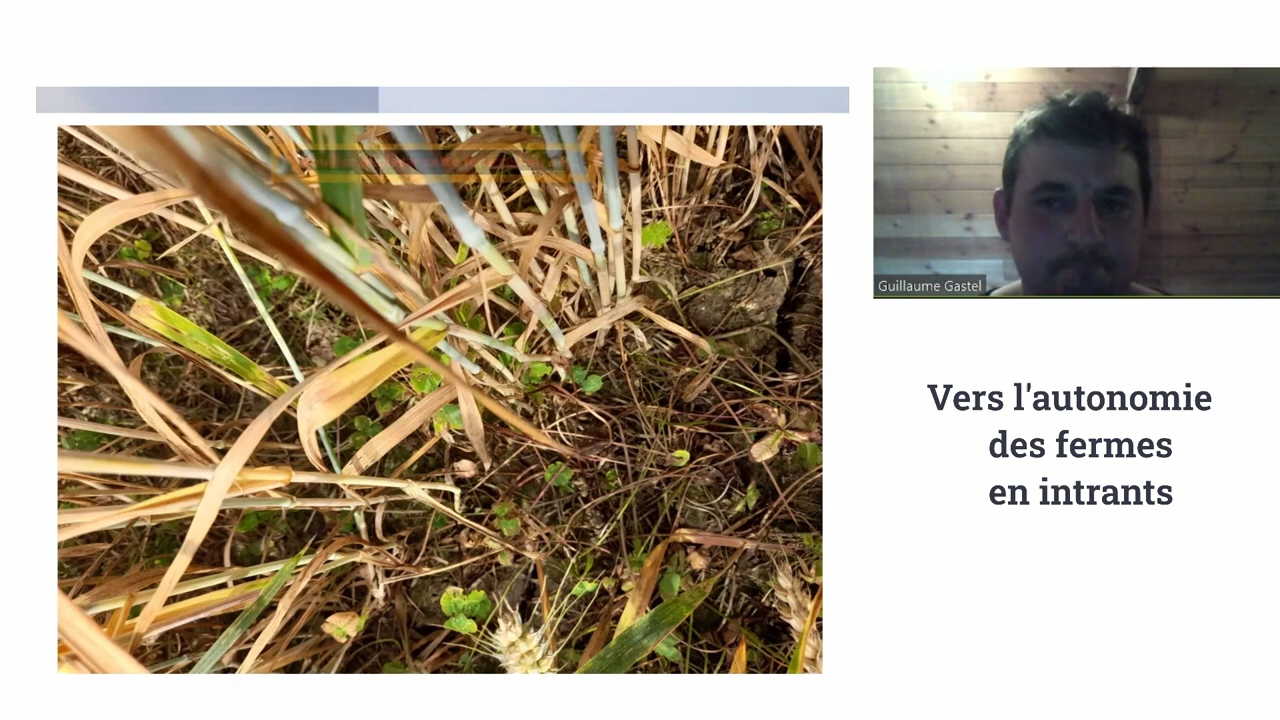 Guillaume Gastel
Vers l'autonomie
des fermes
en intrants